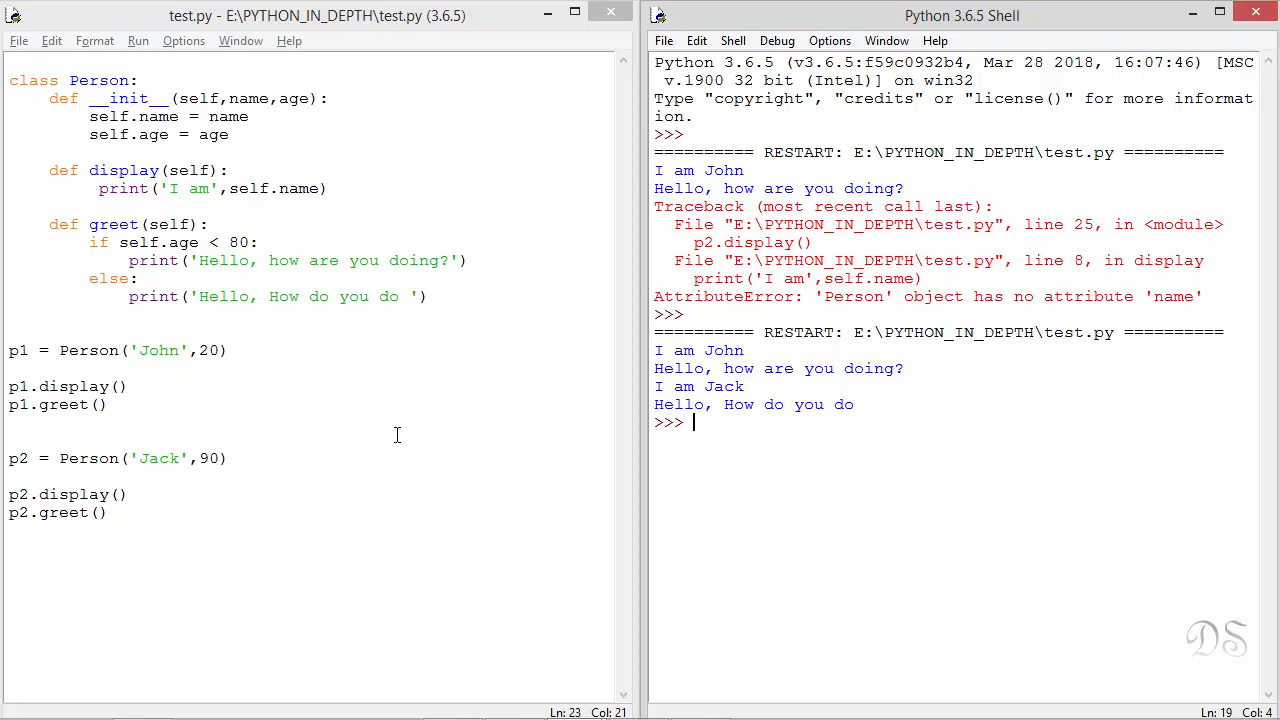 test.py - E:\PYTHON_IN_DEPTH\test.py (3.6.5)
File Edit Format Run Options Window Help
class Person:
    def __init__(self,name,age):
        self.name = name
        self.age = age
    def display(self):
         print('I am',self.name)
    def greet(self):
        if self.age < 80:
            print('Hello, how are you doing?')
        else:
            print('Hello, How do you do ')
p1 = Person('John',20)
p1.display()
p1.greet()
p2 = Person('Jack',90)
p2.display()
p2.greet()
Ln: 23 Col: 21
Python 3.6.5 Shell
File Edit Shell Debug Options Window Help
Python 3.6.5 (v3.6.5:f59c0932b4, Mar 28 2018, 16:07:46) [MSC
 v.1900 32 bit (Intel)] on win32
Type "copyright", "credits" or "license()" for more informat
ion.
>>>
========== RESTART: E:\PYTHON_IN_DEPTH\test.py ==========
I am John
Hello, how are you doing?
Traceback (most recent call last):
  File "E:\PYTHON_IN_DEPTH\test.py", line 25, in <module>
    p2.display()
  File "E:\PYTHON_IN_DEPTH\test.py", line 8, in display
    print('I am',self.name)
AttributeError: 'Person' object has no attribute 'name'
>>>
========== RESTART: E:\PYTHON_IN_DEPTH\test.py ==========
I am John
Hello, how are you doing?
I am Jack
Hello, How do you do
>>>
DS
Ln: 19 Col: 4